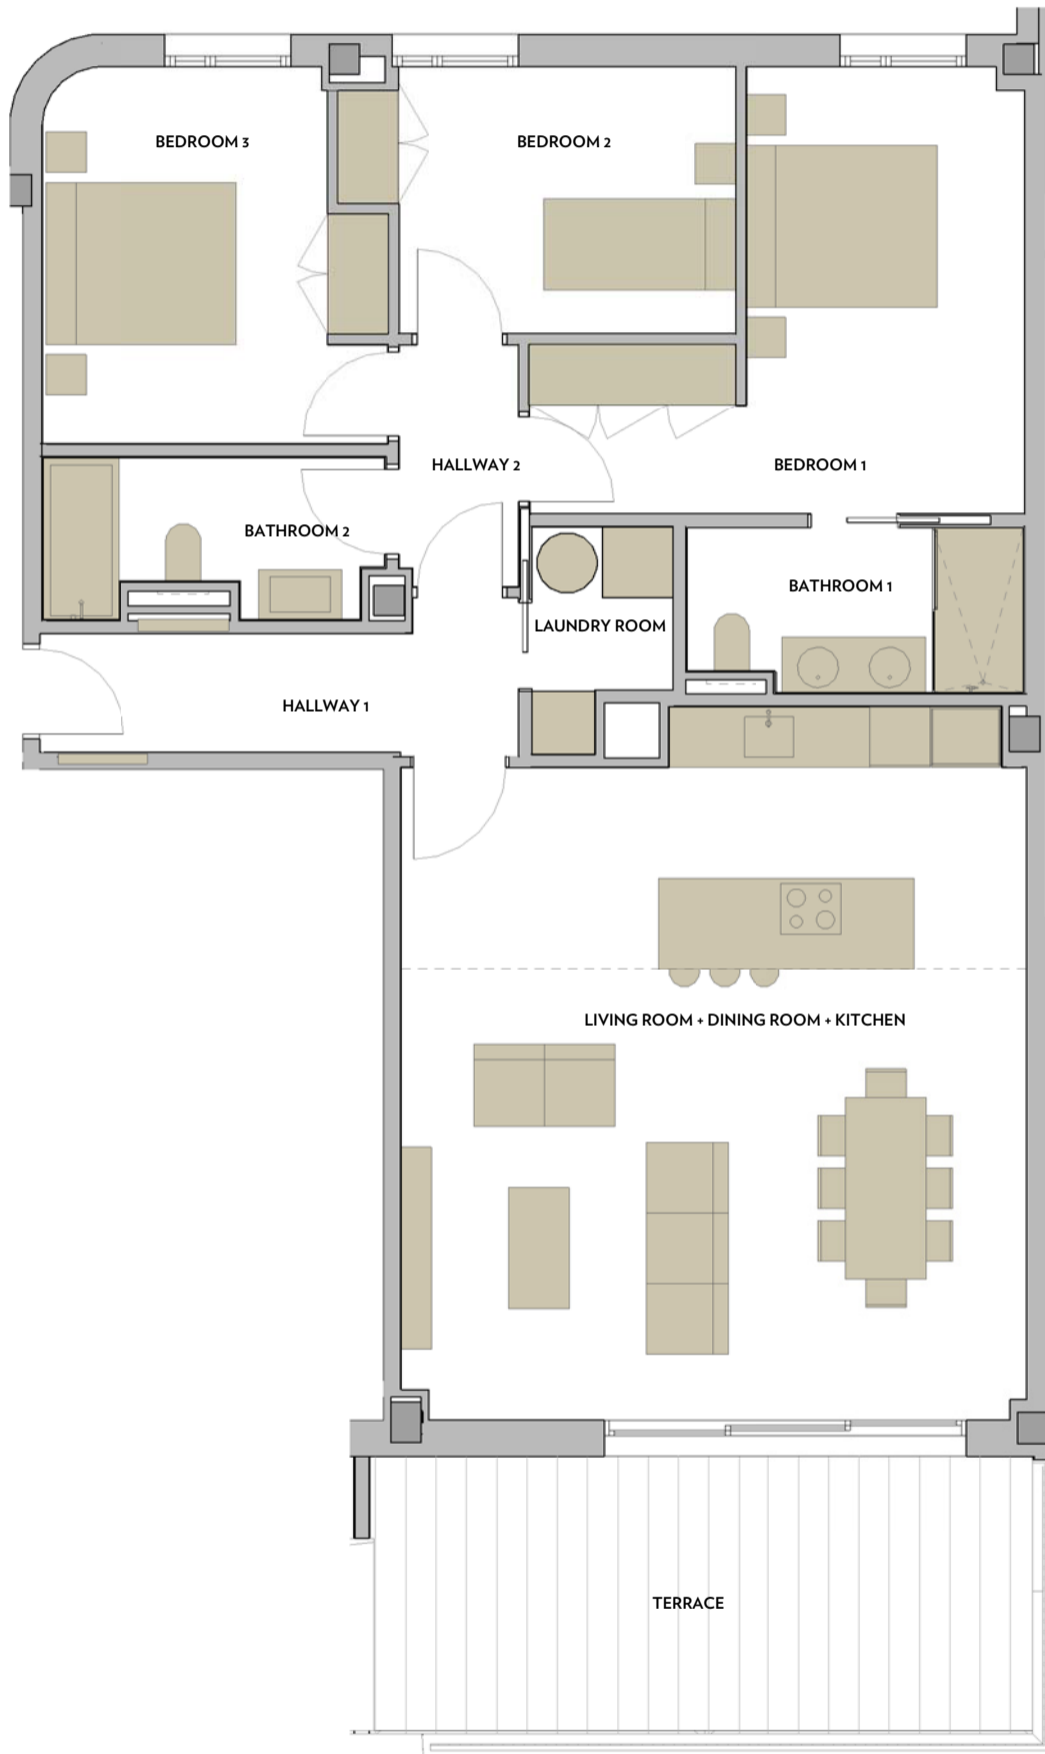 BEDROOM 3
BEDROOM 2
HALLWAY 2
BEDROOM 1
BATHROOM 2
BATHROOM 1
LAUNDRY ROOM
HALLWAY 1
LIVING ROOM + DINING ROOM + KITCHEN
TERRACE